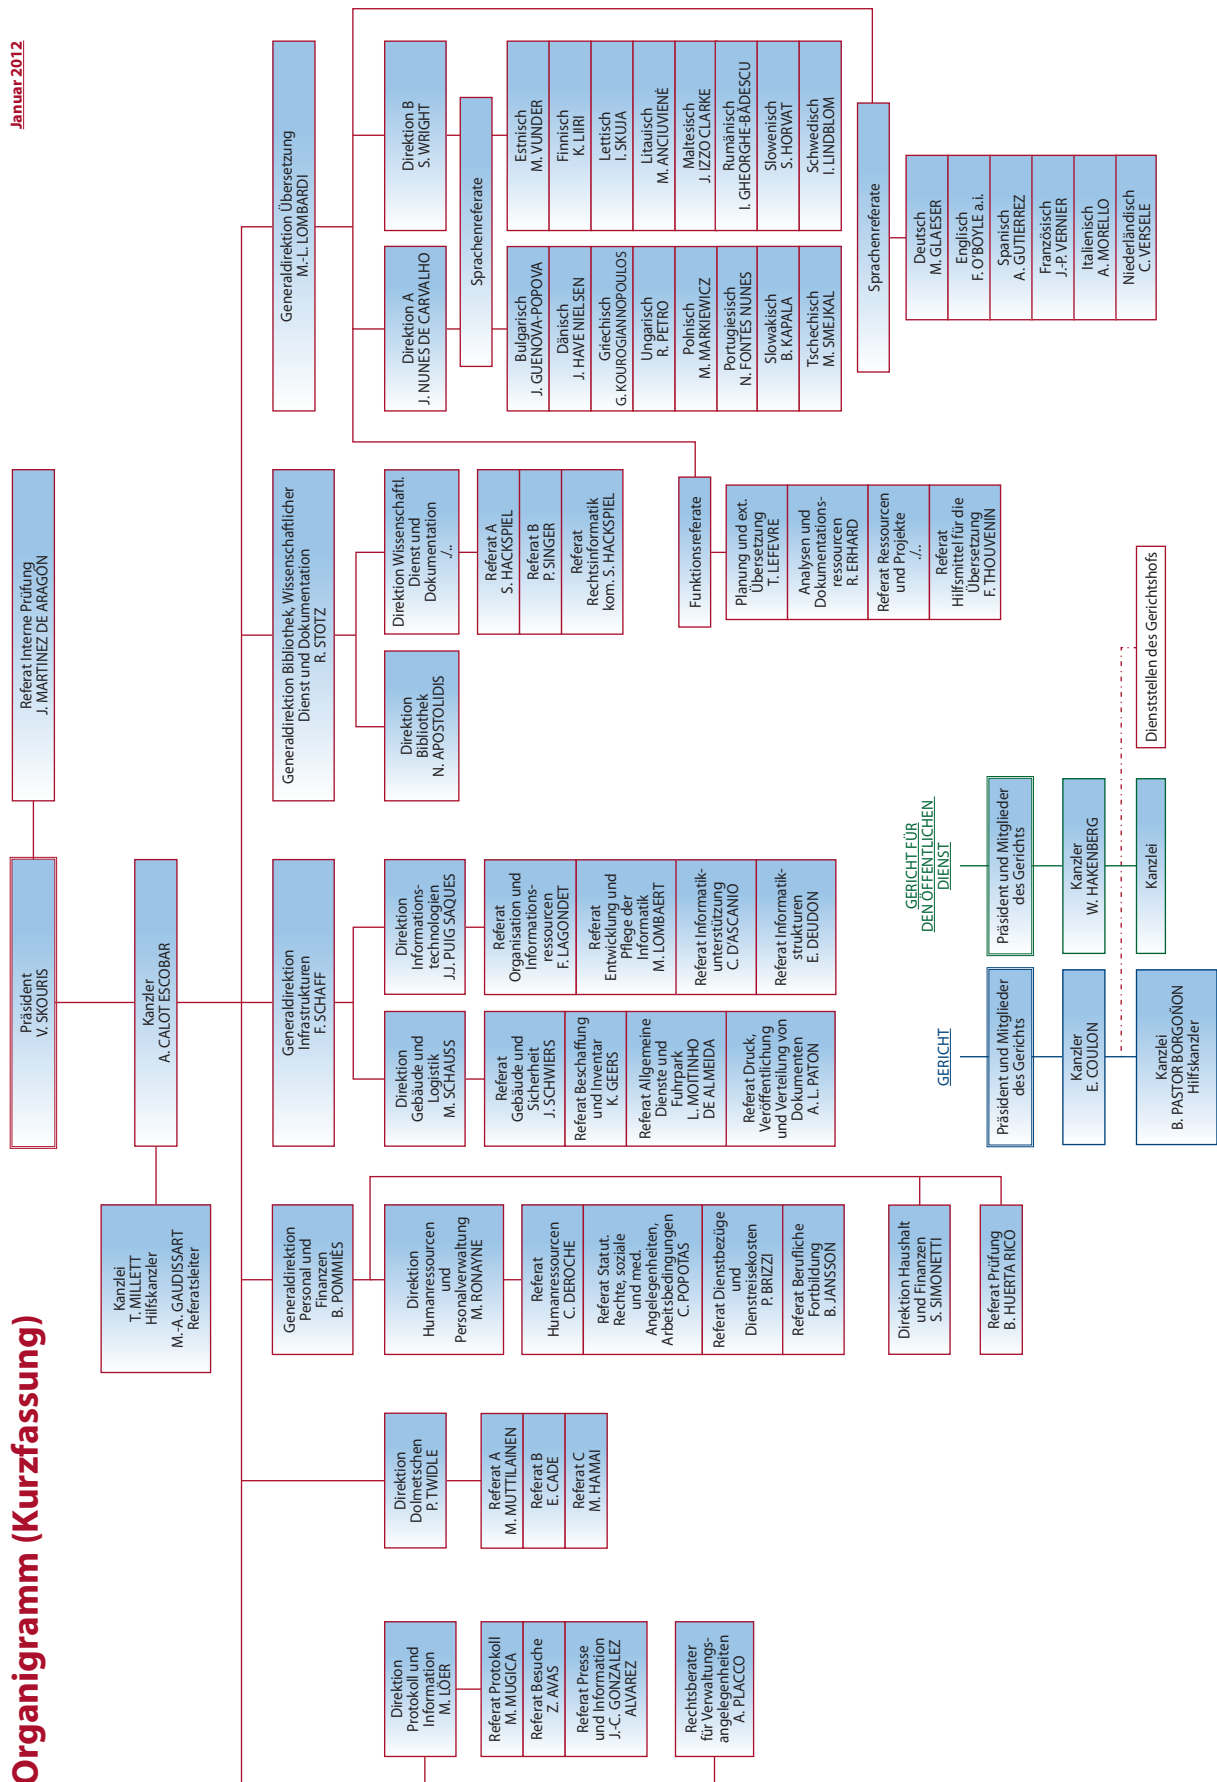 Organigramm (Kurzfassung)
Januar 2012
Präsident
V. SKOURIS
Referat Interne Prüfung
J. MARTINEZ DE ARAGÓN
Kanzler
A. CALOT ESCOBAR
Kanzlei
T. MILLETT
Hilfskanzler
M.-A. GAUDISSART
Referatsleiter
Direktion
Protokoll und
Information
M. LÖER
Referat Protokoll
M. MUGICA
Referat Besuche
Z. AVAS
Referat Presse
und Information
J.-C. GONZALEZ
ALVAREZ
Rechtsberater
für Verwaltungs-
angelegenheiten
A. PLACCO
Direktion
Dolmetschen
P. TWIDLE
Referat A
M. MUTTILAINEN
Referat B
E. CADE
Referat C
M. HAMAI
Generaldirektion
Personal und
Finanzen
B. POMMIÈS
Direktion
Humanressourcen
und
Personalverwaltung
M. RONAYNE
Referat
Humanressourcen
C. DEROCHE
Referat Statut.
Rechte, soziale
und med.
Angelegenheiten,
Arbeitsbedingungen
C. POPOTAS
Referat Dienstbezüge
und
Dienstreisekosten
P. BRIZZI
Referat Berufliche
Fortbildung
B. JANSSON
Direktion Haushalt
und Finanzen
S. SIMONETTI
Referat Prüfung
B. HUERTA RICO
Generaldirektion
Infrastrukturen
F. SCHAFF
Direktion
Gebäude und
Logistik
M. SCHAUSS
Referat
Gebäude und
Sicherheit
J. SCHWIERS
Referat Beschaffung
und Inventar
K. GEERS
Referat Allgemeine
Dienste und
Fuhrpark
L. MOITINHO
DE ALMEIDA
Referat Druck,
Veröffentlichung
und Verteilung von
Dokumenten
A. L. PATON
Direktion
Informations-
technologien
J.J. PUIG SAQUES
Referat
Organisation und
Informations-
ressourcen
F. LAGONDET
Referat
Entwicklung und
Pflege der
Informatik
M. LOMBAERT
Referat Informatik-
unterstützung
C. D'ASCANIO
Referat Informatik-
strukturen
E. DEUDON
Generaldirektion Bibliothek, Wissenschaftlicher
Dienst und Dokumentation
R. STOTZ
Direktion
Bibliothek
N. APOSTOLIDIS
Direktion Wissenschaftl.
Dienst und
Dokumentation
./..
Referat A
S. HACKSPIEL
Referat B
P. SINGER
Referat
Rechtsinformatik
kom. S. HACKSPIEL
Generaldirektion Übersetzung
M.-L. LOMBARDI
Direktion A
J. NUNES DE CARVALHO
Direktion B
S. WRIGHT
Sprachenreferate
Bulgarisch
J. GUENOVA-POPOVA
Dänisch
J. HAVE NIELSEN
Griechisch
G. KOUROGIANNOPOULOS
Ungarisch
R. PETRO
Polnisch
M. MARKIEWICZ
Portugiesisch
N. FONTES NUNES
Slowakisch
B. KAPALA
Tschechisch
M. SMEJKAL
Estnisch
M. VUNDER
Finnisch
K. LIIRI
Lettisch
I. SKUJA
Litauisch
M. ANCIUVIENĖ
Maltesisch
J. IZZO CLARKE
Rumänisch
I. GHEORGHE-BĂDESCU
Slowenisch
S. HORVAT
Schwedisch
I. LINDBLOM
Funktionsreferate
Planung und ext.
Übersetzung
T. LEFEVRE
Analysen und
Dokumentations-
ressourcen
R. ERHARD
Referat Ressourcen
und Projekte
./..
Referat
Hilfsmittel für die
Übersetzung
F. THOUVENIN
Sprachenreferate
Deutsch
M. GLAESER
Englisch
F. O'BOYLE a.i.
Spanisch
A. GUTIERREZ
Französisch
J.-P. VERNIER
Italienisch
A. MORELLO
Niederländisch
C. VERSELE
GERICHT
Präsident und Mitglieder
des Gerichts
Kanzler
E. COULON
Kanzlei
B. PASTOR BORGOÑON
Hilfskanzler
GERICHT FÜR
DEN ÖFFENTLICHEN
DIENST
Präsident und Mitglieder
des Gerichts
Kanzler
W. HAKENBERG
Kanzlei
Dienststellen des Gerichtshofs